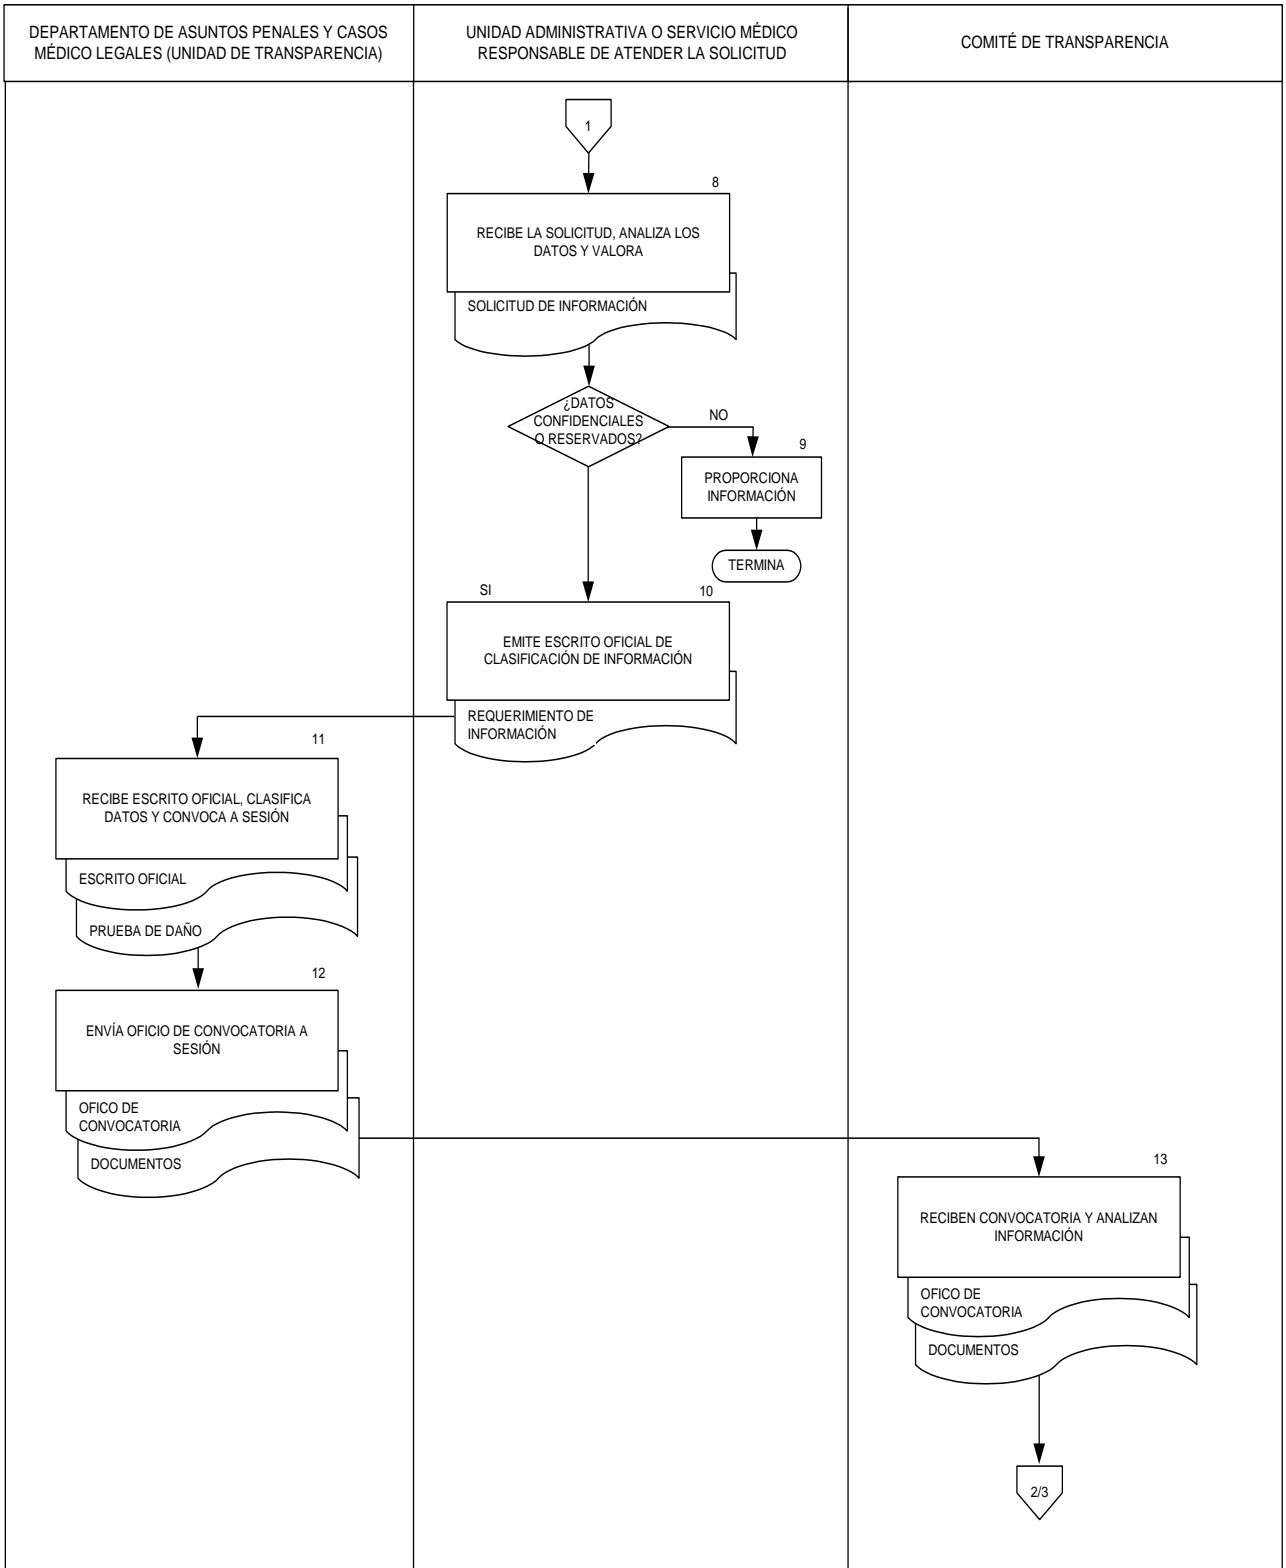 DEPARTAMENTO DE ASUNTOS PENALES Y CASOS
MÉDICO LEGALES (UNIDAD DE TRANSPARENCIA)
UNIDAD ADMINISTRATIVA O SERVICIO MÉDICO
RESPONSABLE DE ATENDER LA SOLICITUD
COMITÉ DE TRANSPARENCIA
1
8
RECIBE LA SOLICITUD, ANALIZA LOS
DATOS Y VALORA
SOLICITUD DE INFORMACIÓN
¿DATOS
CONFIDENCIALES
O RESERVADOS?
NO
9
PROPORCIONA
INFORMACIÓN
TERMINA
SI
10
EMITE ESCRITO OFICIAL DE
CLASIFICACIÓN DE INFORMACIÓN
REQUERIMIENTO DE
INFORMACIÓN
11
RECIBE ESCRITO OFICIAL, CLASIFICA
DATOS Y CONVOCA A SESIÓN
ESCRITO OFICIAL
PRUEBA DE DAÑO
12
ENVÍA OFICIO DE CONVOCATORIA A
SESIÓN
OFICO DE
CONVOCATORIA
DOCUMENTOS
13
RECIBEN CONVOCATORIA Y ANALIZAN
INFORMACIÓN
OFICO DE
CONVOCATORIA
DOCUMENTOS
2/3